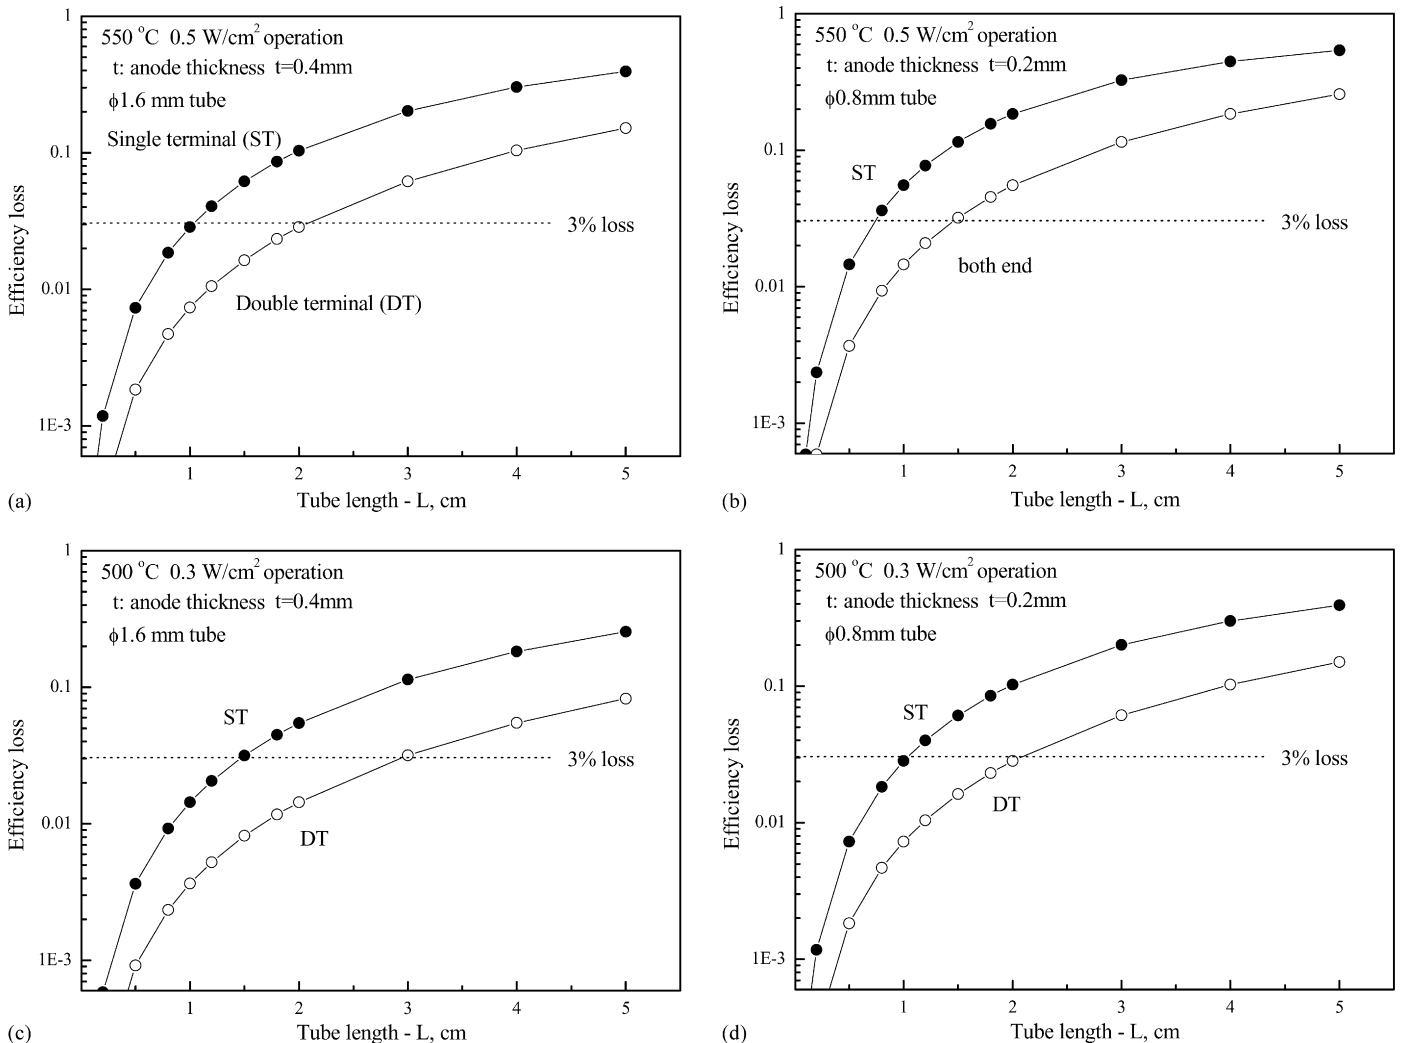 1
550 °C 0.5 W/cm² operation
t: anode thickness t=0.4mm
ϕ1.6 mm tube
Single terminal (ST)
0.1
3% loss
Efficiency loss
0.01
Double terminal (DT)
1E-3
1 2 3 4 5
(a) Tube length - L, cm
1
550 °C 0.5 W/cm² operation
t: anode thickness t=0.2mm
ϕ0.8mm tube
0.1
ST
3% loss
Efficiency loss
both end
0.01
1E-3
1 2 3 4 5
(b) Tube length - L, cm
1
500 °C 0.3 W/cm² operation
t: anode thickness t=0.4mm
ϕ1.6 mm tube
0.1
ST
3% loss
Efficiency loss
0.01
DT
1E-3
1 2 3 4 5
(c) Tube length - L, cm
1
500 °C 0.3 W/cm² operation
t: anode thickness t=0.2mm
ϕ0.8mm tube
0.1
ST
3% loss
Efficiency loss
DT
0.01
1E-3
1 2 3 4 5
(d) Tube length - L, cm